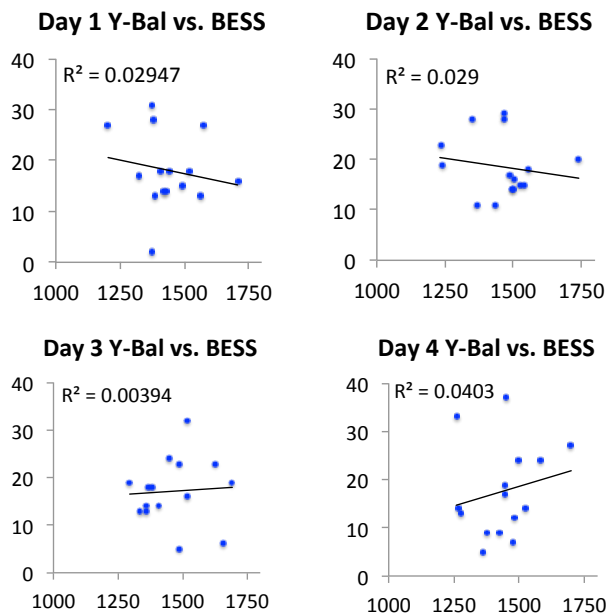 Day 1 Y-Bal vs. BESS
R² = 0.02947
40
30
20
10
0
1000 1250 1500 1750
Day 2 Y-Bal vs. BESS
R² = 0.029
40
30
20
10
0
1000 1250 1500 1750
Day 3 Y-Bal vs. BESS
R² = 0.00394
40
30
20
10
0
1000 1250 1500 1750
Day 4 Y-Bal vs. BESS
R² = 0.0403
40
30
20
10
0
1000 1250 1500 1750